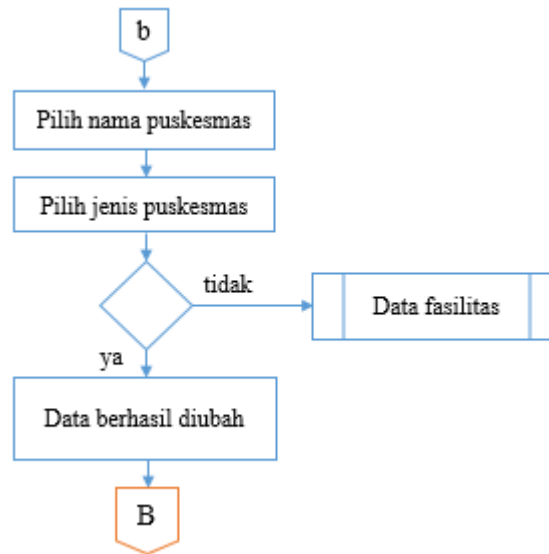 b
Pilih nama puskesmas
Pilih jenis puskesmas
tidak
Data fasilitas
ya
Data berhasil diubah
B